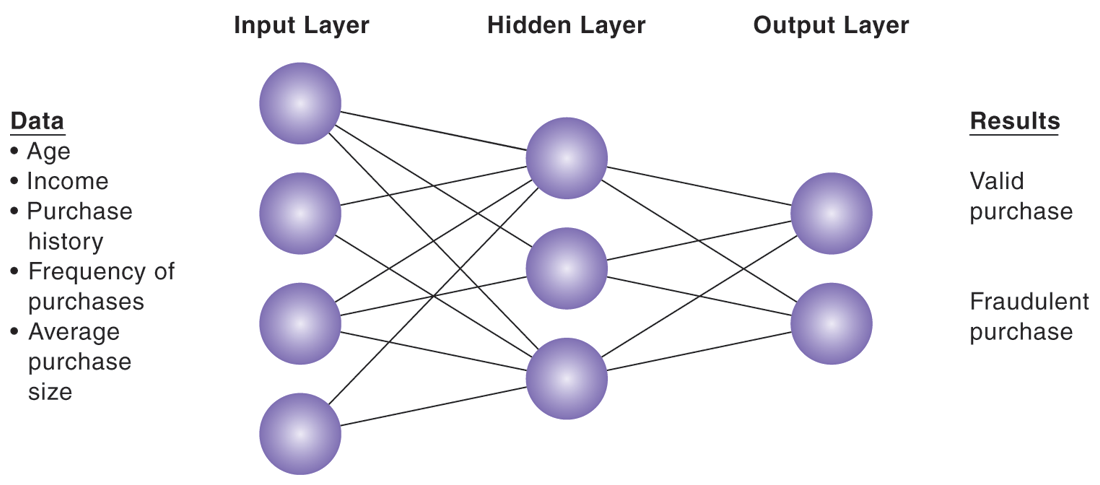 Input Layer
Hidden Layer
Output Layer
Data
• Age
• Income
• Purchase
history
• Frequency of
purchases
• Average
purchase
size
Results
Valid
purchase
Fraudulent
purchase